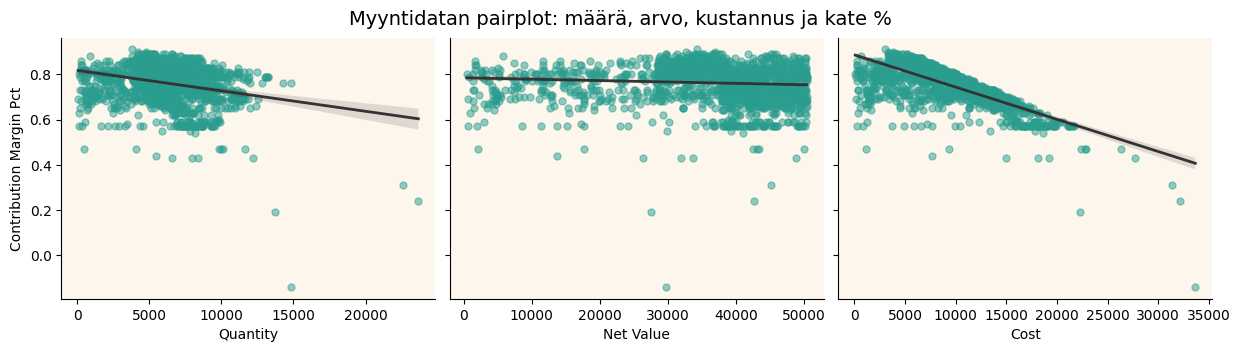 Myyntidatan pairplot: määrä, arvo, kustannus ja kate %
Contribution Margin Pct
0.8
0.6
0.4
0.2
0.0
0 5000 10000 15000 20000
Quantity
0 10000 20000 30000 40000 50000
Net Value
0 5000 10000 15000 20000 25000 30000 35000
Cost